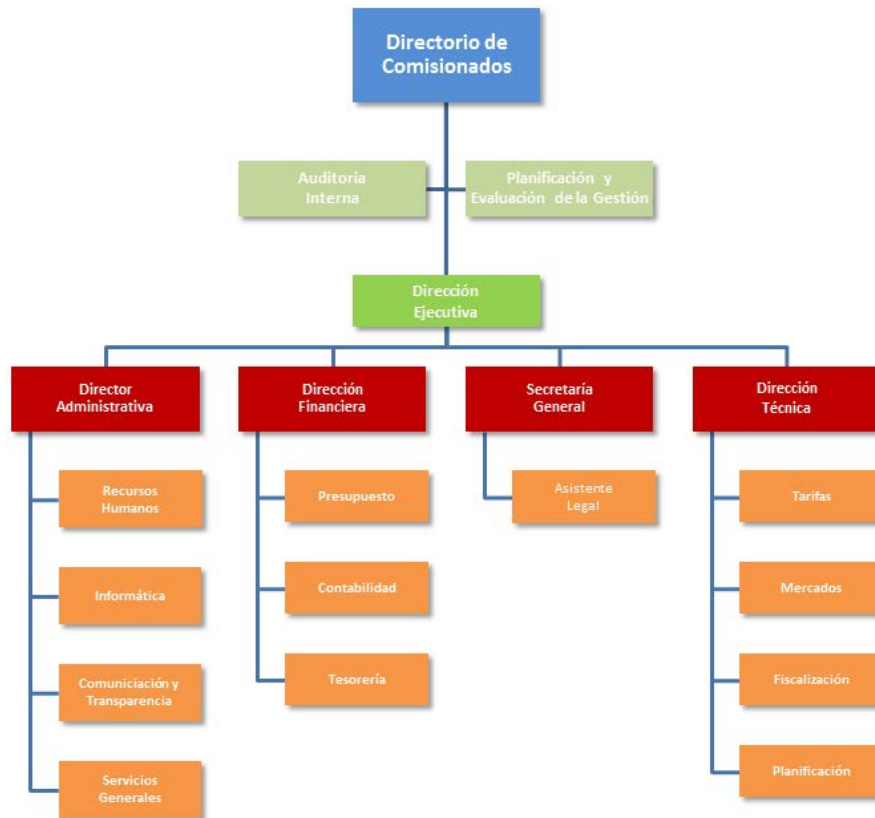 Directorio de
Comisionados
Auditoria
Interna
Planificación y
Evaluación de la Gestión
Dirección
Ejecutiva
Director
Administrativa
Dirección
Financiera
Secretaría
General
Dirección
Técnica
Recursos
Humanos
Informática
Comuniciación y
Transparencia
Servicios
Generales
Presupuesto
Contabilidad
Tesorería
Asistente
Legal
Tarifas
Mercados
Fiscalización
Planificación